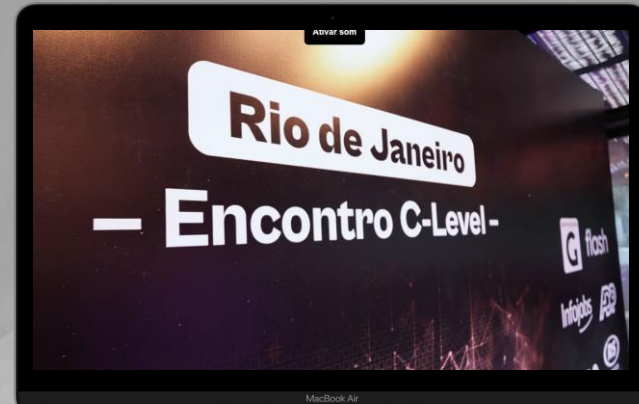 Ativar som
Rio de Janeiro
– Encontro C-Level –
G flash
Infojobs
MacBook Air